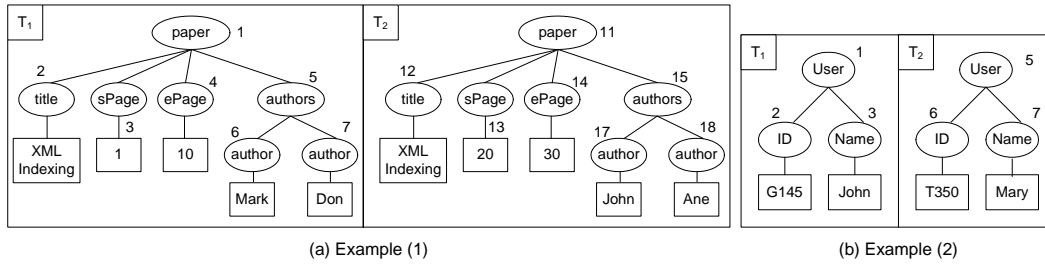 T1
paper 1
2
4
5
title sPage ePage authors
3
6
7
XML Indexing
1
10
author author
Mark Don
T2
paper 11
12
14
15
title sPage ePage authors
13
17
18
XML Indexing
20
30
author author
John Ane
(a) Example (1)
T1
User 1
2
3
ID Name
G145 John
T2
User 5
6
7
ID Name
T350 Mary
(b) Example (2)